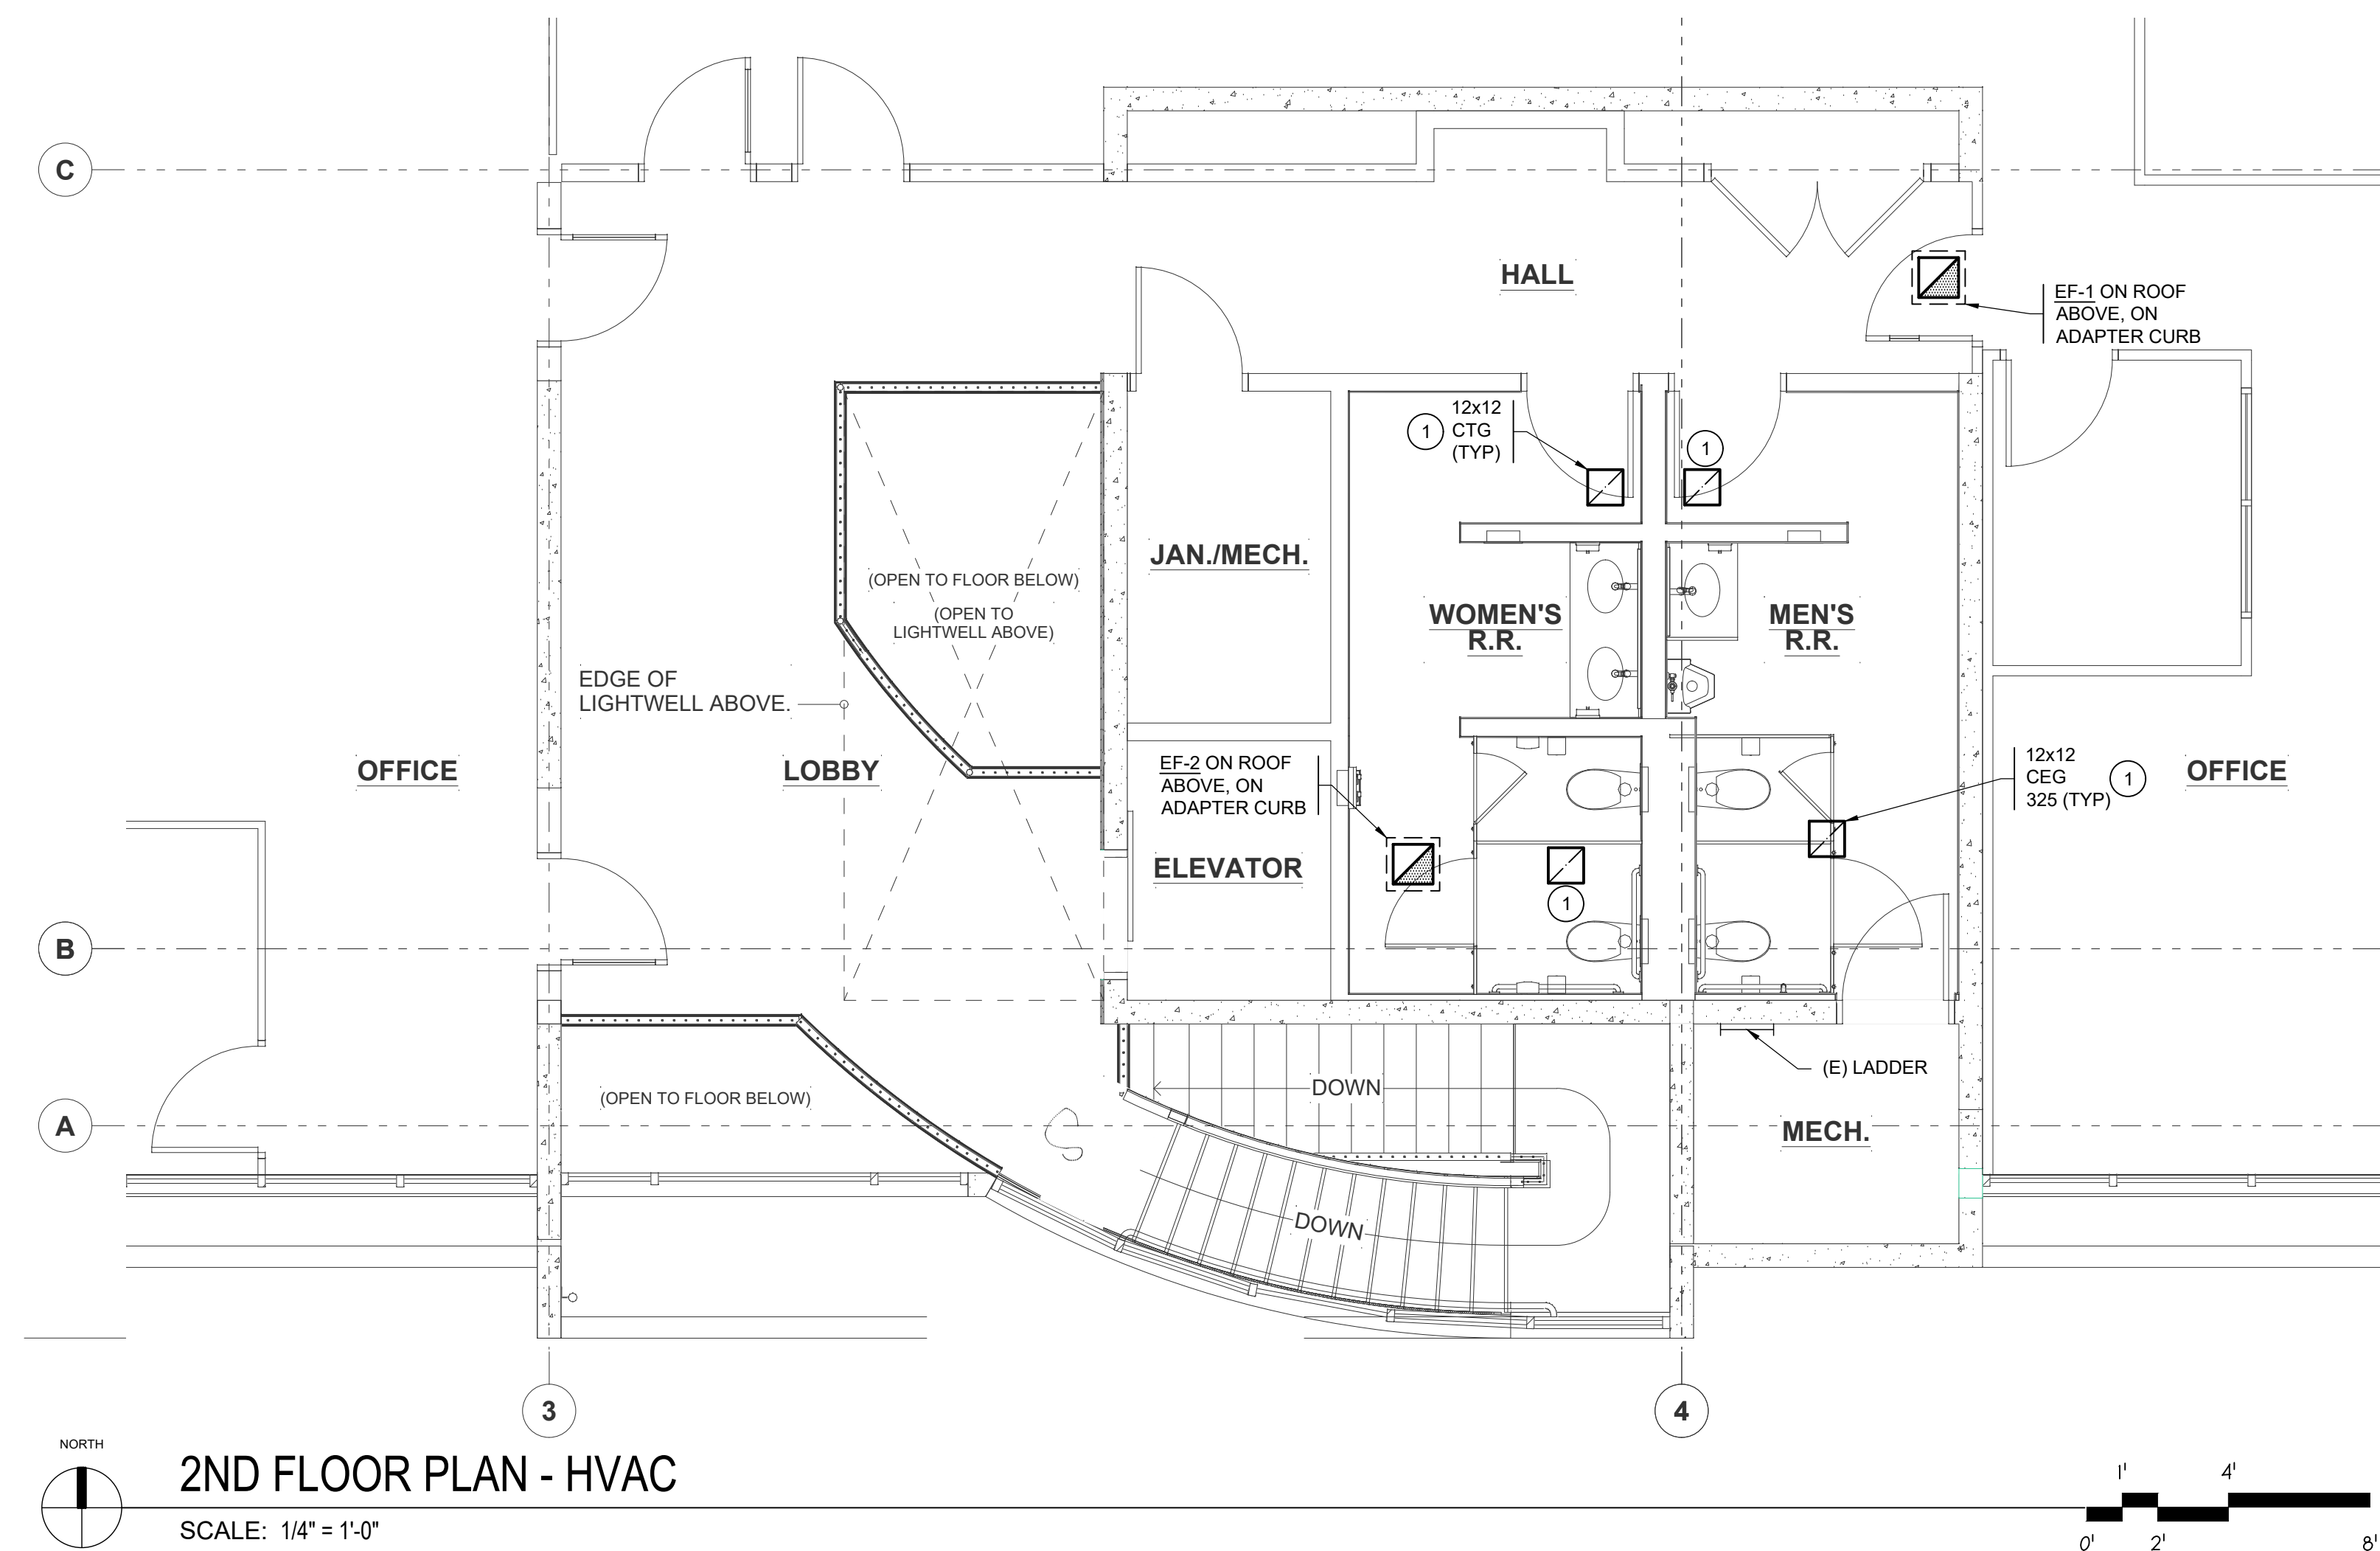 C
HALL
EF-1 ON ROOF
ABOVE, ON
ADAPTER CURB
12x12
1 CTG
(TYP)
1
JAN./MECH.
(OPEN TO FLOOR BELOW)
(OPEN TO
LIGHTWELL ABOVE)
WOMEN'S
R.R.
MEN'S
R.R.
EDGE OF
LIGHTWELL ABOVE.
OFFICE
LOBBY
EF-2 ON ROOF
ABOVE, ON
ADAPTER CURB
12x12
CEG 1
325 (TYP)
OFFICE
ELEVATOR
1
B
(E) LADDER
DOWN
(OPEN TO FLOOR BELOW)
A
MECH.
DOWN
3
4
NORTH
2ND FLOOR PLAN - HVAC
SCALE: 1/4" = 1'-0"
1' 4'
0' 2' 8'